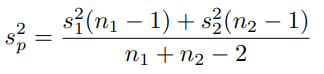 s_p^2 = \frac{s_1^2(n_1 - 1) + s_2^2(n_2 - 1)}{n_1 + n_2 - 2}